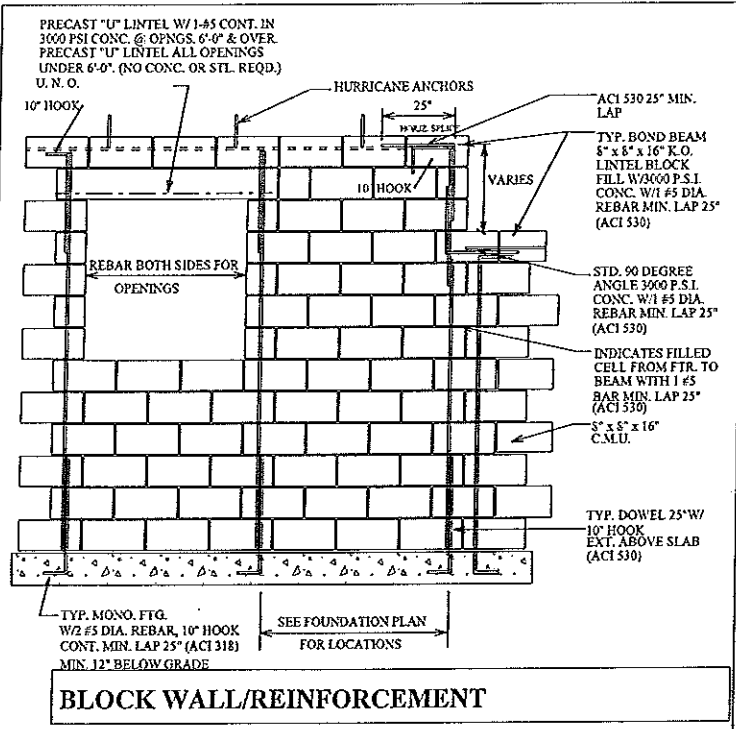 PRECAST "U" LINTEL W/ 1-#5 CONT. IN
3000 PSI CONC. @ OPNGS. 6'-0" & OVER.
PRECAST "U" LINTEL ALL OPENINGS
UNDER 6'-0". (NO CONC. OR STL. REQD.)
U. N. O.
10" HOOK
HURRICANE ANCHORS
25"
HORIZ. SPLICE
10" HOOK
VARIES
ACI 530 25" MIN.
LAP
TYP. BOND BEAM
8" x 8" x 16" K.O.
LINTEL BLOCK
FILL W/3000 P.S.I.
CONC. W/1 #5 DIA.
REBAR MIN. LAP 25"
(ACI 530)
REBAR BOTH SIDES FOR
OPENINGS
STD. 90 DEGREE
ANGLE 3000 P.S.I.
CONC. W/1 #5 DIA.
REBAR MIN. LAP 25"
(ACI 530)
INDICATES FILLED
CELL FROM FTR. TO
BEAM WITH 1 #5
BAR MIN. LAP 25"
(ACI 530)
8" x 8" x 16"
C.M.U.
TYP. DOWEL 25" W/
10" HOOK
EXT. ABOVE SLAB
(ACI 530)
TYP. MONO. FTG.
W/2 #5 DIA. REBAR, 10" HOOK
CONT. MIN. LAP 25" (ACI 318)
MIN. 12" BELOW GRADE
SEE FOUNDATION PLAN
FOR LOCATIONS
BLOCK WALL/REINFORCEMENT